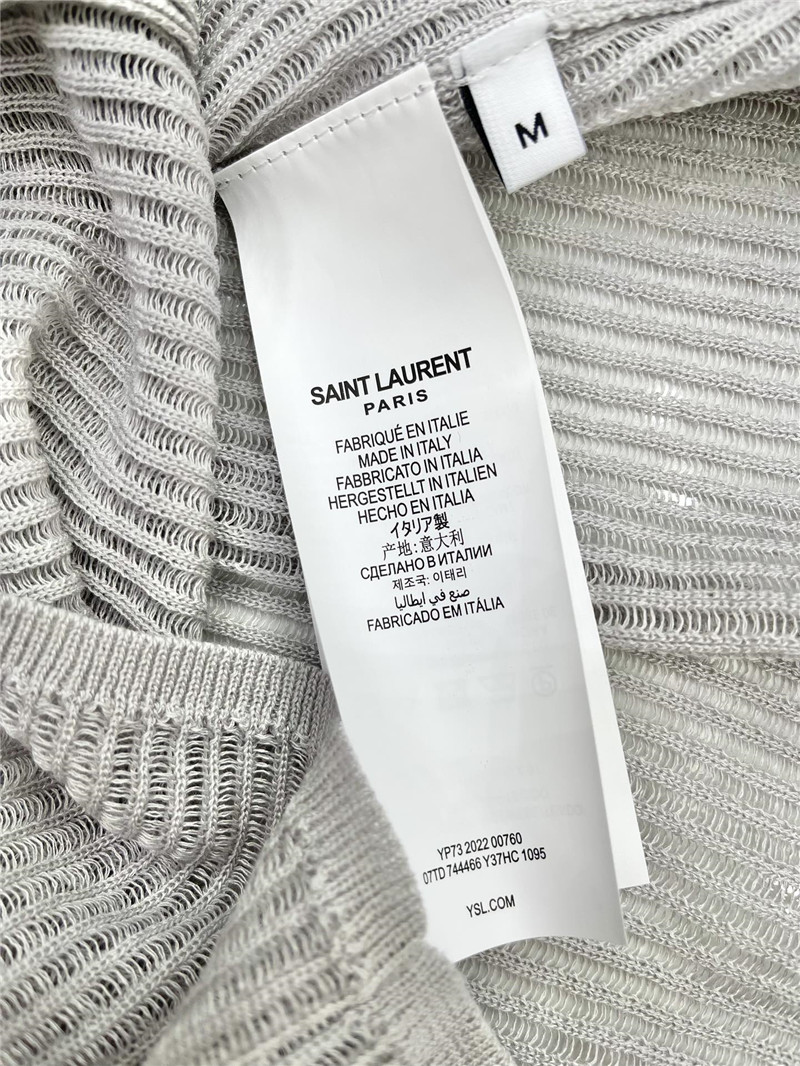 M
SAINT LAURENT
PARIS
FABRIQUÉ EN ITALIE
MADE IN ITALY
FABBRICATO IN ITALIA
HERGESTELLT IN ITALIEN
HECHO EN ITALIA
イタリア製
产地:意大利
СДЕЛАНО В ИТАЛИИ
제조국: 이태리
صنع في ايطاليا
FABRICADO EM ITÁLIA
YP73 2022 00760
07TD 744466 Y37HC 1095
YSL.COM